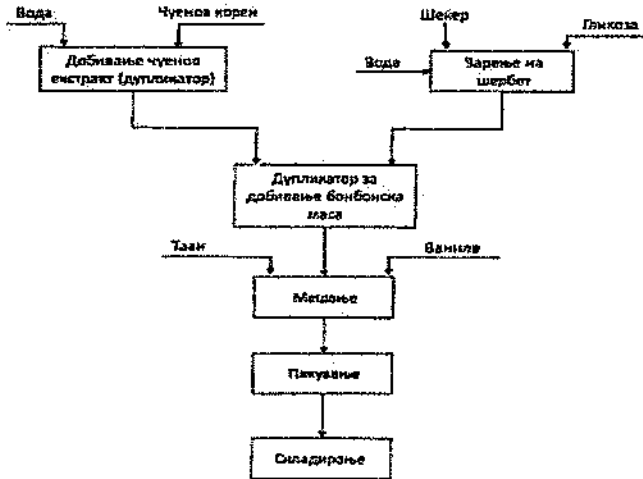 Вода
Чуенов корен
Шеќер
Гликоза
Добивање чуенов
екстракт (дупликатор)
Вода
Варење на
шербет
Дупликатор за
добивање бонбонска
маса
Таан
Ванила
Мешање
Пакување
Складирање